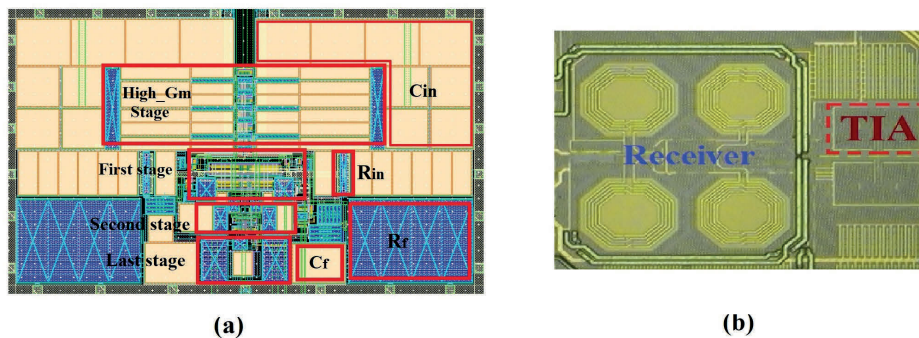 High_Gm
Stage
Cin
First stage
Rin
Second stage
Rf
Last stage
Cf
(a)
Receiver
TIA
(b)